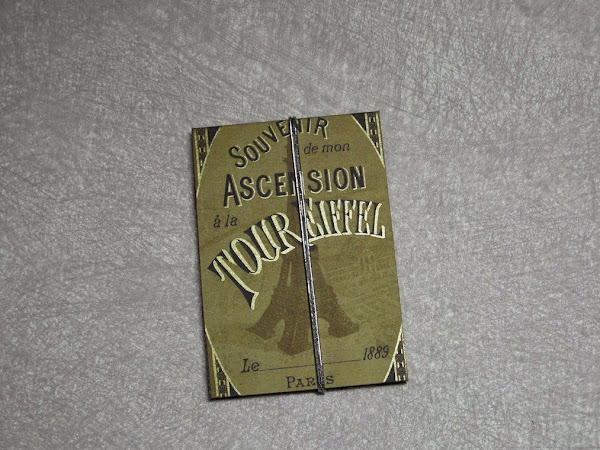 SOUVENIR
de mon
ASCENSION
à la
TOUR EIFFEL
Le 1889
PARIS